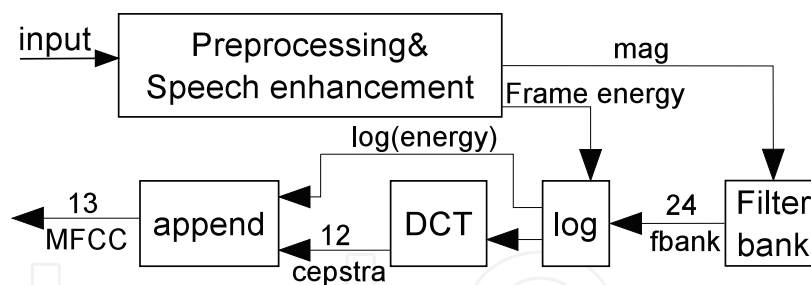 input
Preprocessing&
Speech enhancement
mag
Frame energy
log(energy)
13
MFCC
append
12
cepstra
DCT
log
24
fbank
Filter
bank